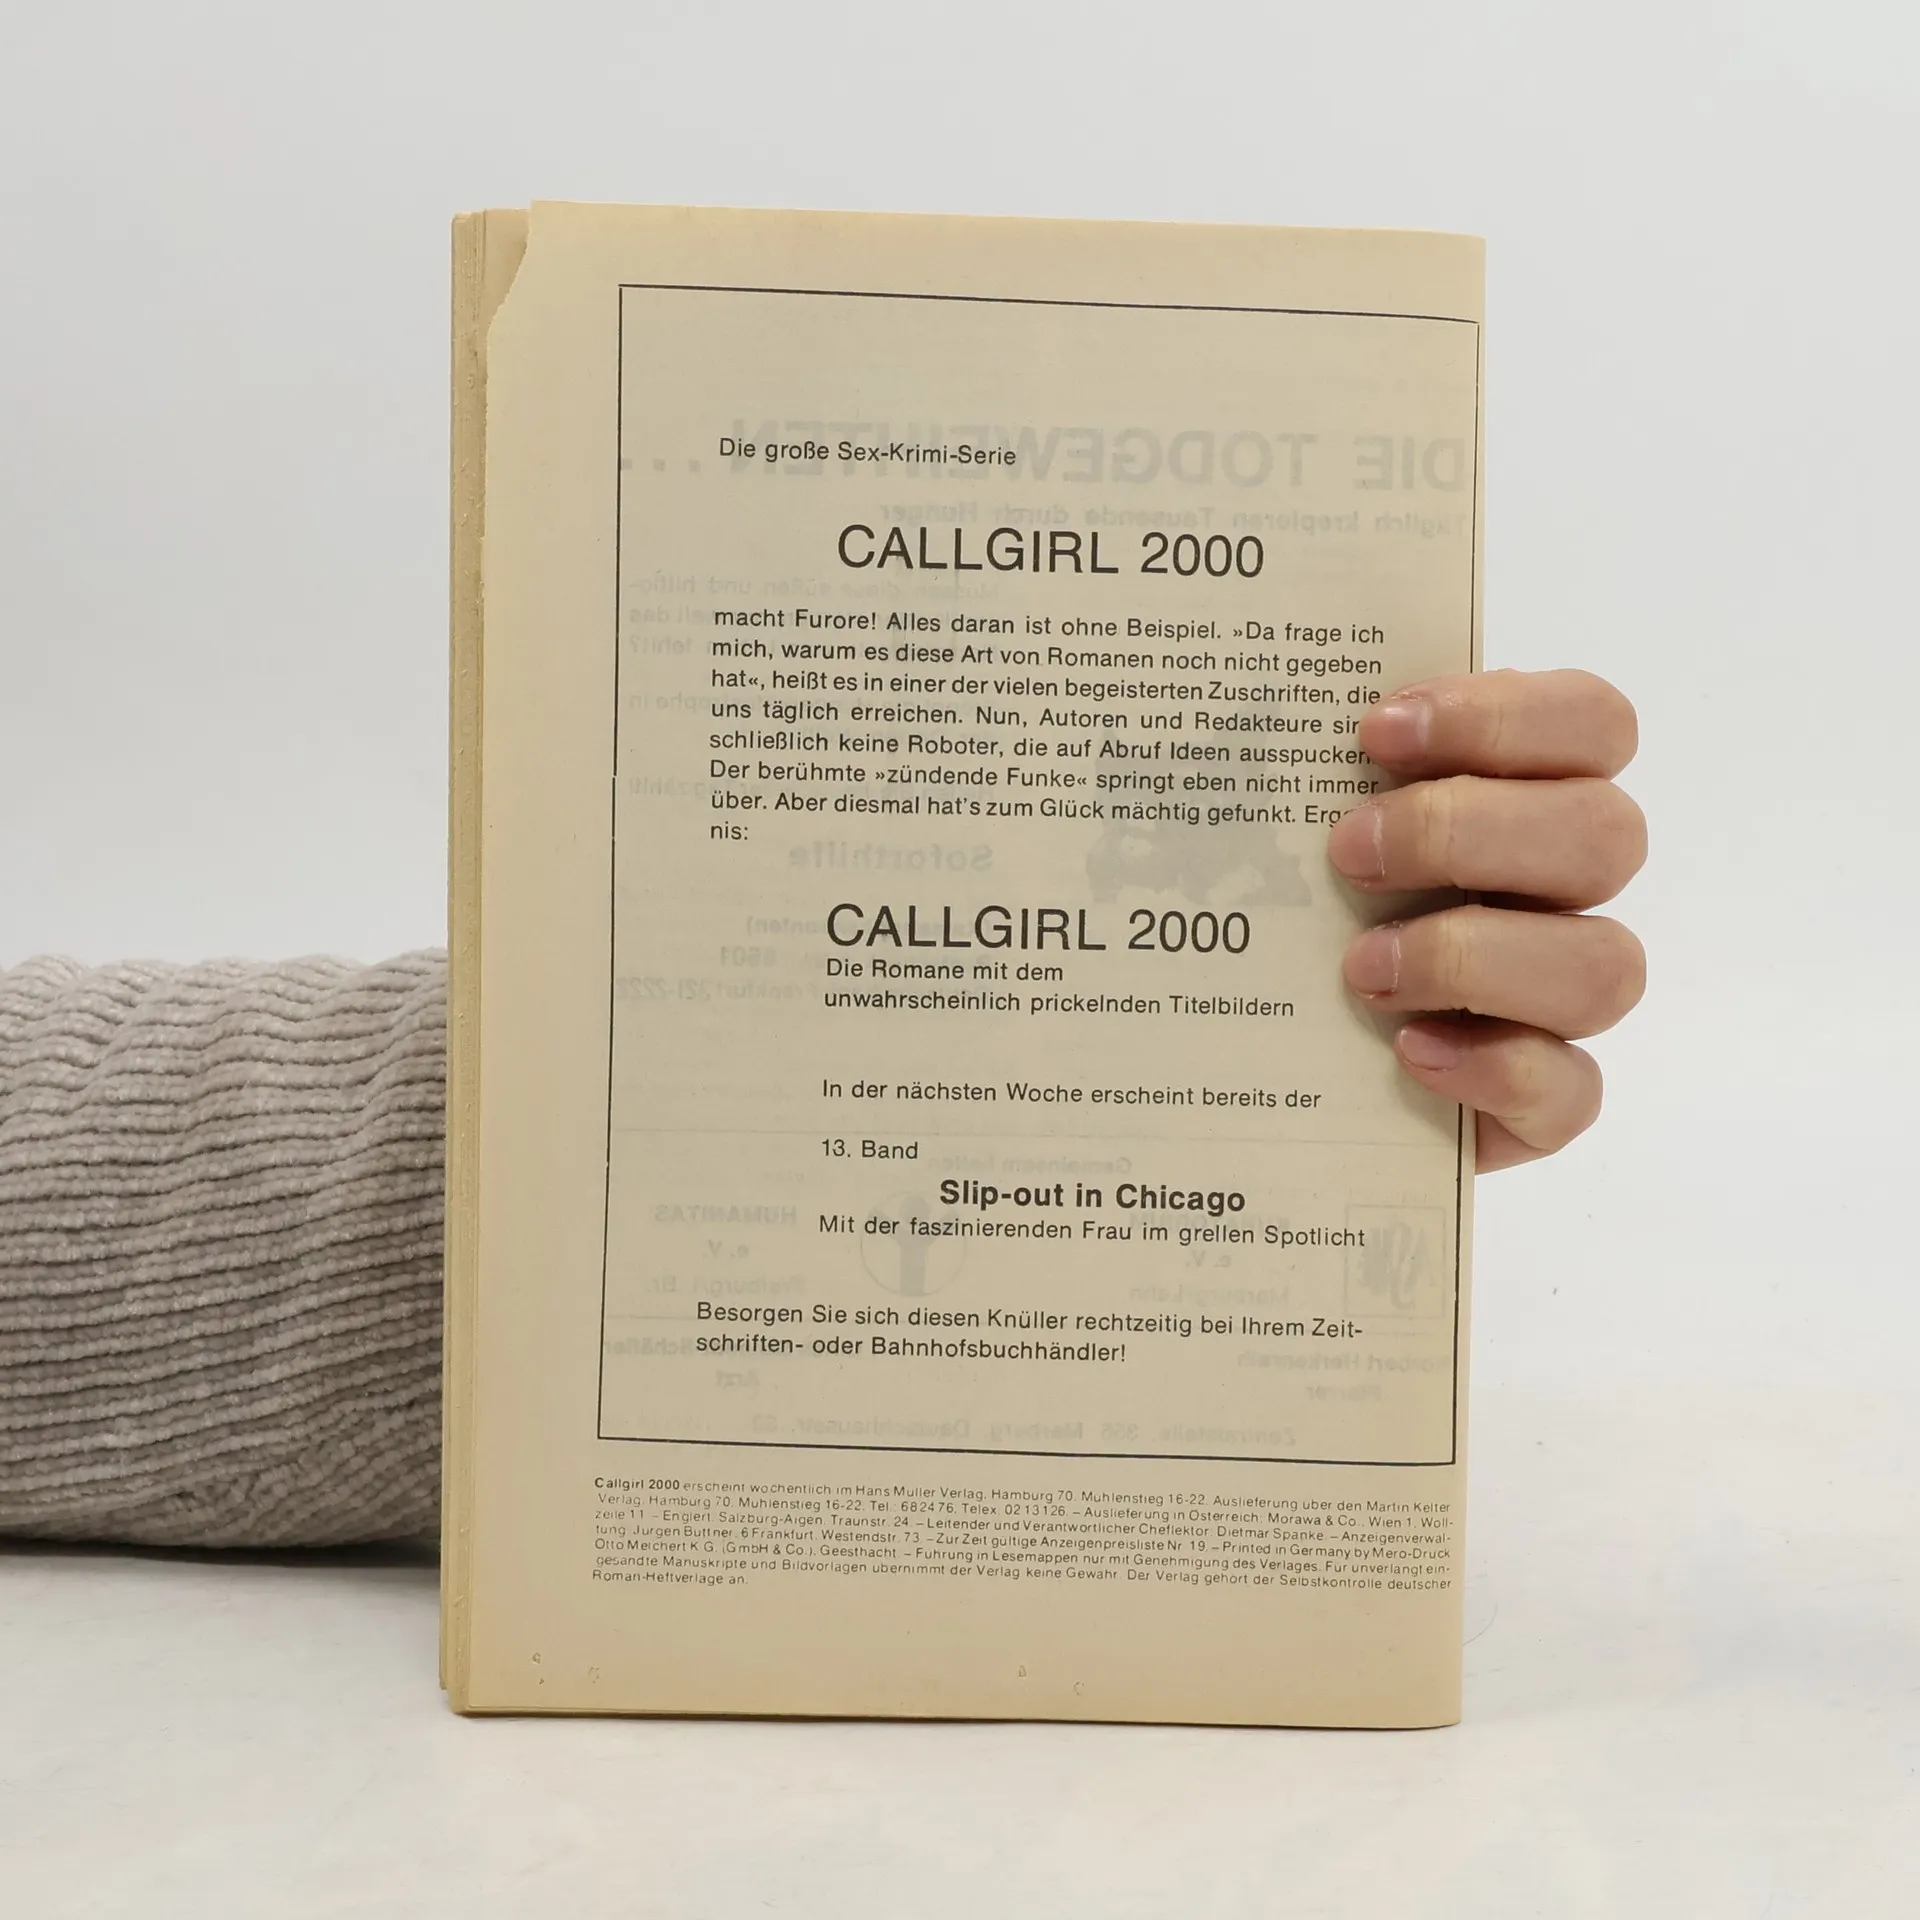 Die große Sex-Krimi-Serie
CALLGIRL 2000
macht Furore! Alles daran ist ohne Beispiel. »Da frage ich
mich, warum es diese Art von Romanen noch nicht gegeben
hat«, heißt es in einer der vielen begeisterten Zuschriften, die
uns täglich erreichen. Nun, Autoren und Redakteure
schließlich keine Roboter, die auf Abruf Ideen ausspucken.
Der berühmte »zündende Funke« springt eben nicht immer
über. Aber diesmal hat's zum Glück mächtig gefunkt.
nis:
CALLGIRL 2000
Die Romane mit dem
unwahrscheinlich prickelnden Titelbildern
In der nächsten Woche erscheint bereits der
13. Band
Slip-out in Chicago
Mit der faszinierenden Frau im grellen Spotlicht
Besorgen Sie sich diesen Knüller rechtzeitig bei Ihrem Zeit-
schriften- oder Bahnhofsbuchhändler!
Callgirl 2000 erscheint wöchentlich im Hans Müller Verlag, Hamburg 70, Mühlenstieg 16-22. Auslieferung über den Martin Kelter
Verlag, Hamburg 70, Mühlenstieg 16-22. Tel. 682476, Telex 0213126. – Auslieferung in Österreich: Morawa & Co., Wien 1, Woll-
zeile 11 – Englert, Salzburg-Aigen, Traunstr. 24. – Leitender und Verantwortlicher Cheflektor: Dietmar Spanke. – Anzeigenverwal-
tung: Jürgen Büttner, 6 Frankfurt, Westendstr. 73. – Zur Zeit gültige Anzeigenpreisliste Nr. 19. – Printed in Germany by Mero-Druck
Otto Meichert K.G. (GmbH & Co.), Geesthacht. – Führung in Lesemappen nur mit Genehmigung des Verlages. Für unverlangt ein-
gesandte Manuskripte und Bildvorlagen übernimmt der Verlag keine Gewähr. Der Verlag gehört der Selbstkontrolle deutscher
Roman-Heftverlage an.